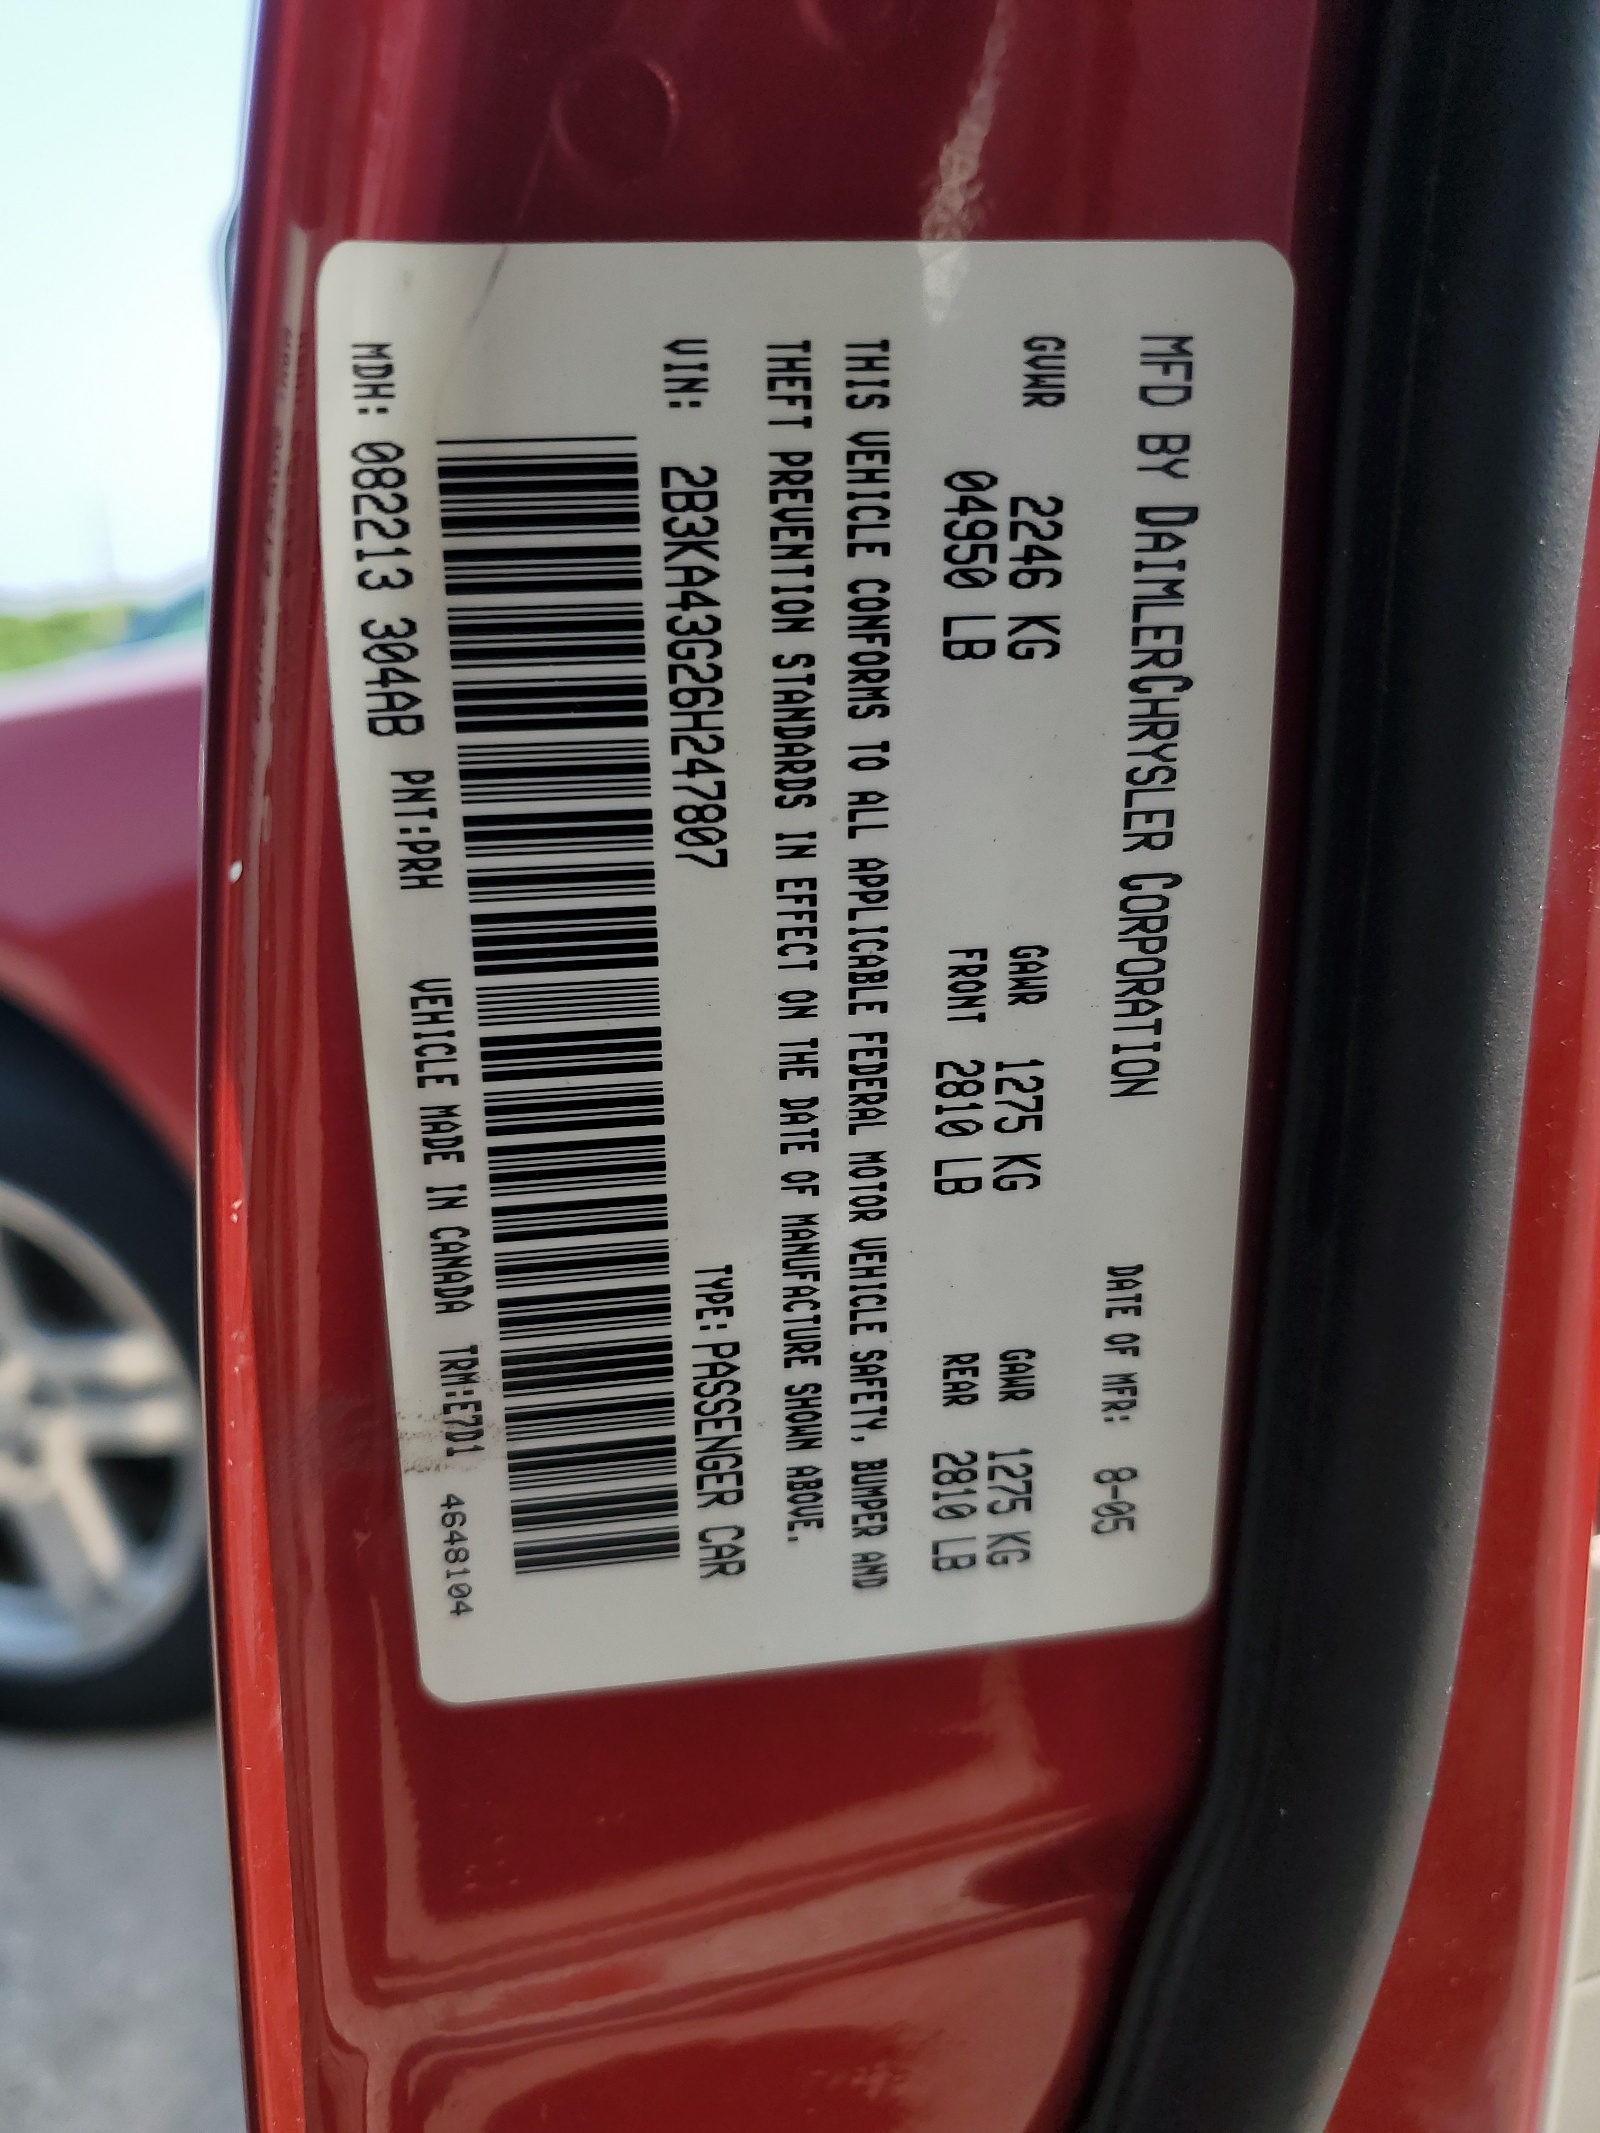 MFD BY DAIMLERCHRYSLER CORPORATION DATE OF MFR: 8-05
GVWR 2246 KG GAWR 1275 KG GAWR 1275 KG
04950 LB FRONT 2810 LB REAR 2810 LB
THIS VEHICLE CONFORMS TO ALL APPLICABLE FEDERAL MOTOR VEHICLE SAFETY, BUMPER AND
THEFT PREVENTION STANDARDS IN EFFECT ON THE DATE OF MANUFACTURE SHOWN ABOVE.
VIN: 2B3KA43G26H247807 TYPE: PASSENGER CAR
MDH: 082213 304AB PNT:PRH VEHICLE MADE IN CANADA TRM:E7D1 4648104